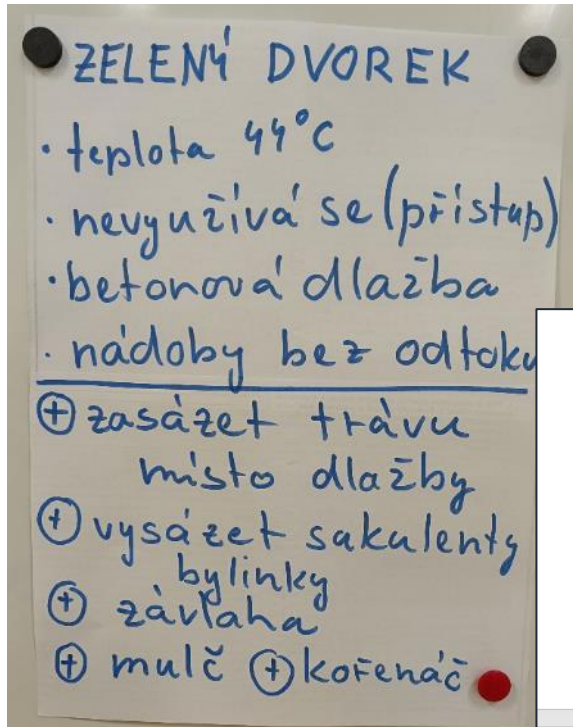 ZELENÝ DVOREK
· teplota 44°C
· nevyužívá se (přístup)
· betonová dlažba
· nádoby bez odtoku
⊕ zasázet trávu
místo dlažby
⊕ vysázet sukulenty
bylinky
⊕ závlaha
⊕ mulč ⊕ kořenáč